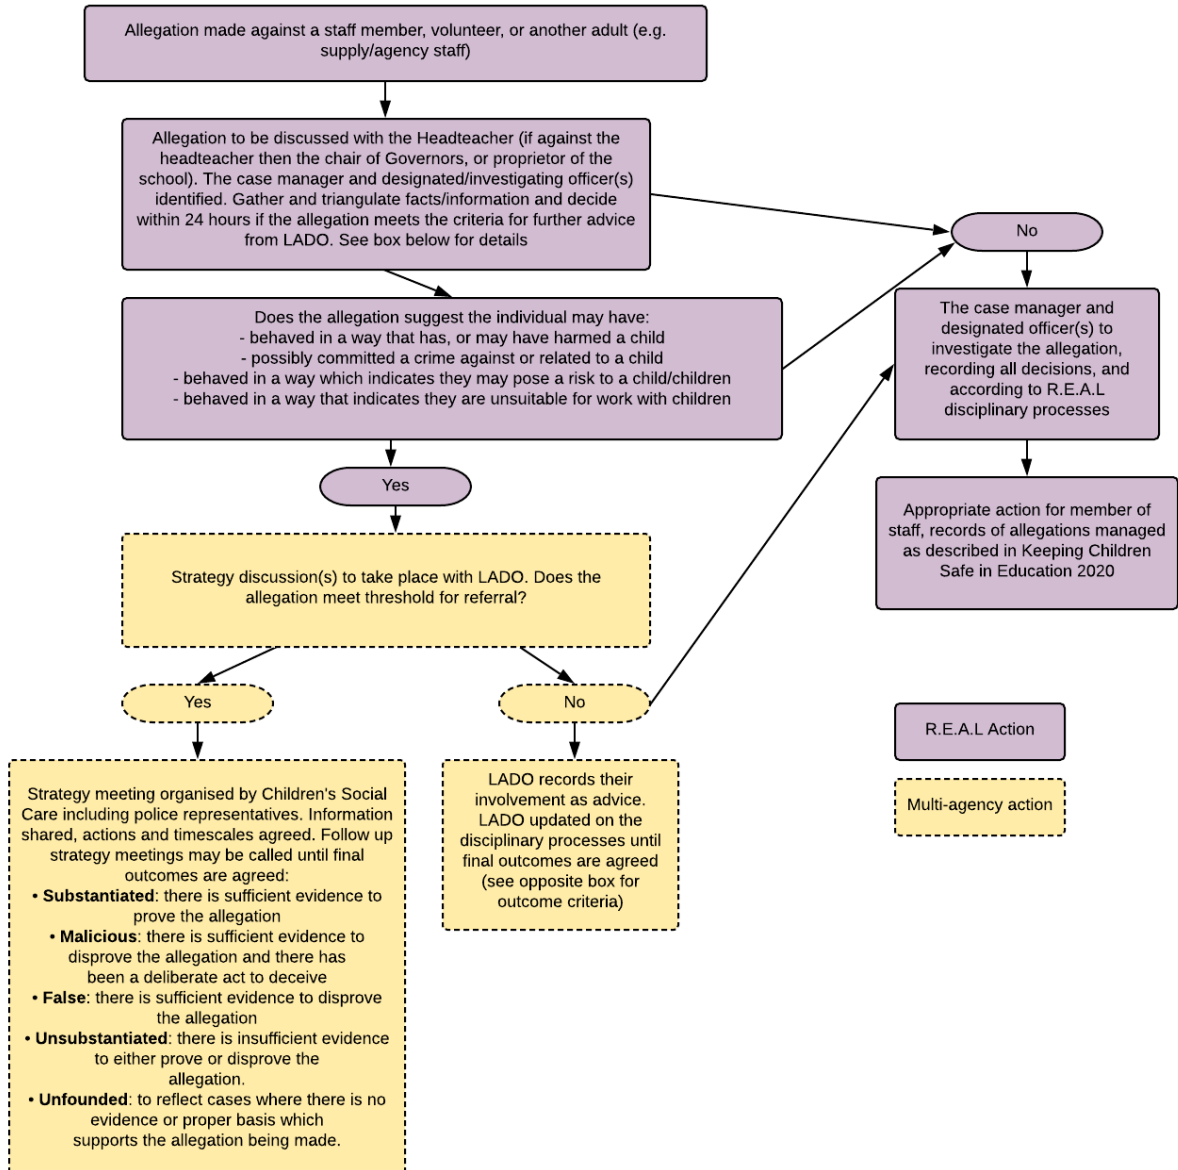 Allegation made against a staff member, volunteer, or another adult (e.g.
supply/agency staff)
Allegation to be discussed with the Headteacher (if against the
headteacher then the chair of Governors, or proprietor of the
school). The case manager and designated/investigating officer(s)
identified. Gather and triangulate facts/information and decide
within 24 hours if the allegation meets the criteria for further advice
from LADO. See box below for details
No
Does the allegation suggest the individual may have:
- behaved in a way that has, or may have harmed a child
- possibly committed a crime against or related to a child
- behaved in a way which indicates they may pose a risk to a child/children
- behaved in a way that indicates they are unsuitable for work with children
The case manager and
designated officer(s) to
investigate the allegation,
recording all decisions, and
according to R.E.A.L
disciplinary processes
Yes
Appropriate action for member of
staff, records of allegations managed
as described in Keeping Children
Safe in Education 2020
Strategy discussion(s) to take place with LADO. Does the
allegation meet threshold for referral?
Yes
No
R.E.A.L Action
Multi-agency action
Strategy meeting organised by Children's Social
Care including police representatives. Information
shared, actions and timescales agreed. Follow up
strategy meetings may be called until final
outcomes are agreed:
• Substantiated: there is sufficient evidence to
prove the allegation
• Malicious: there is sufficient evidence to
disprove the allegation and there has
been a deliberate act to deceive
• False: there is sufficient evidence to disprove
the allegation
• Unsubstantiated: there is insufficient evidence
to either prove or disprove the
allegation.
• Unfounded: to reflect cases where there is no
evidence or proper basis which
supports the allegation being made.
LADO records their
involvement as advice.
LADO updated on the
disciplinary processes until
final outcomes are agreed
(see opposite box for
outcome criteria)